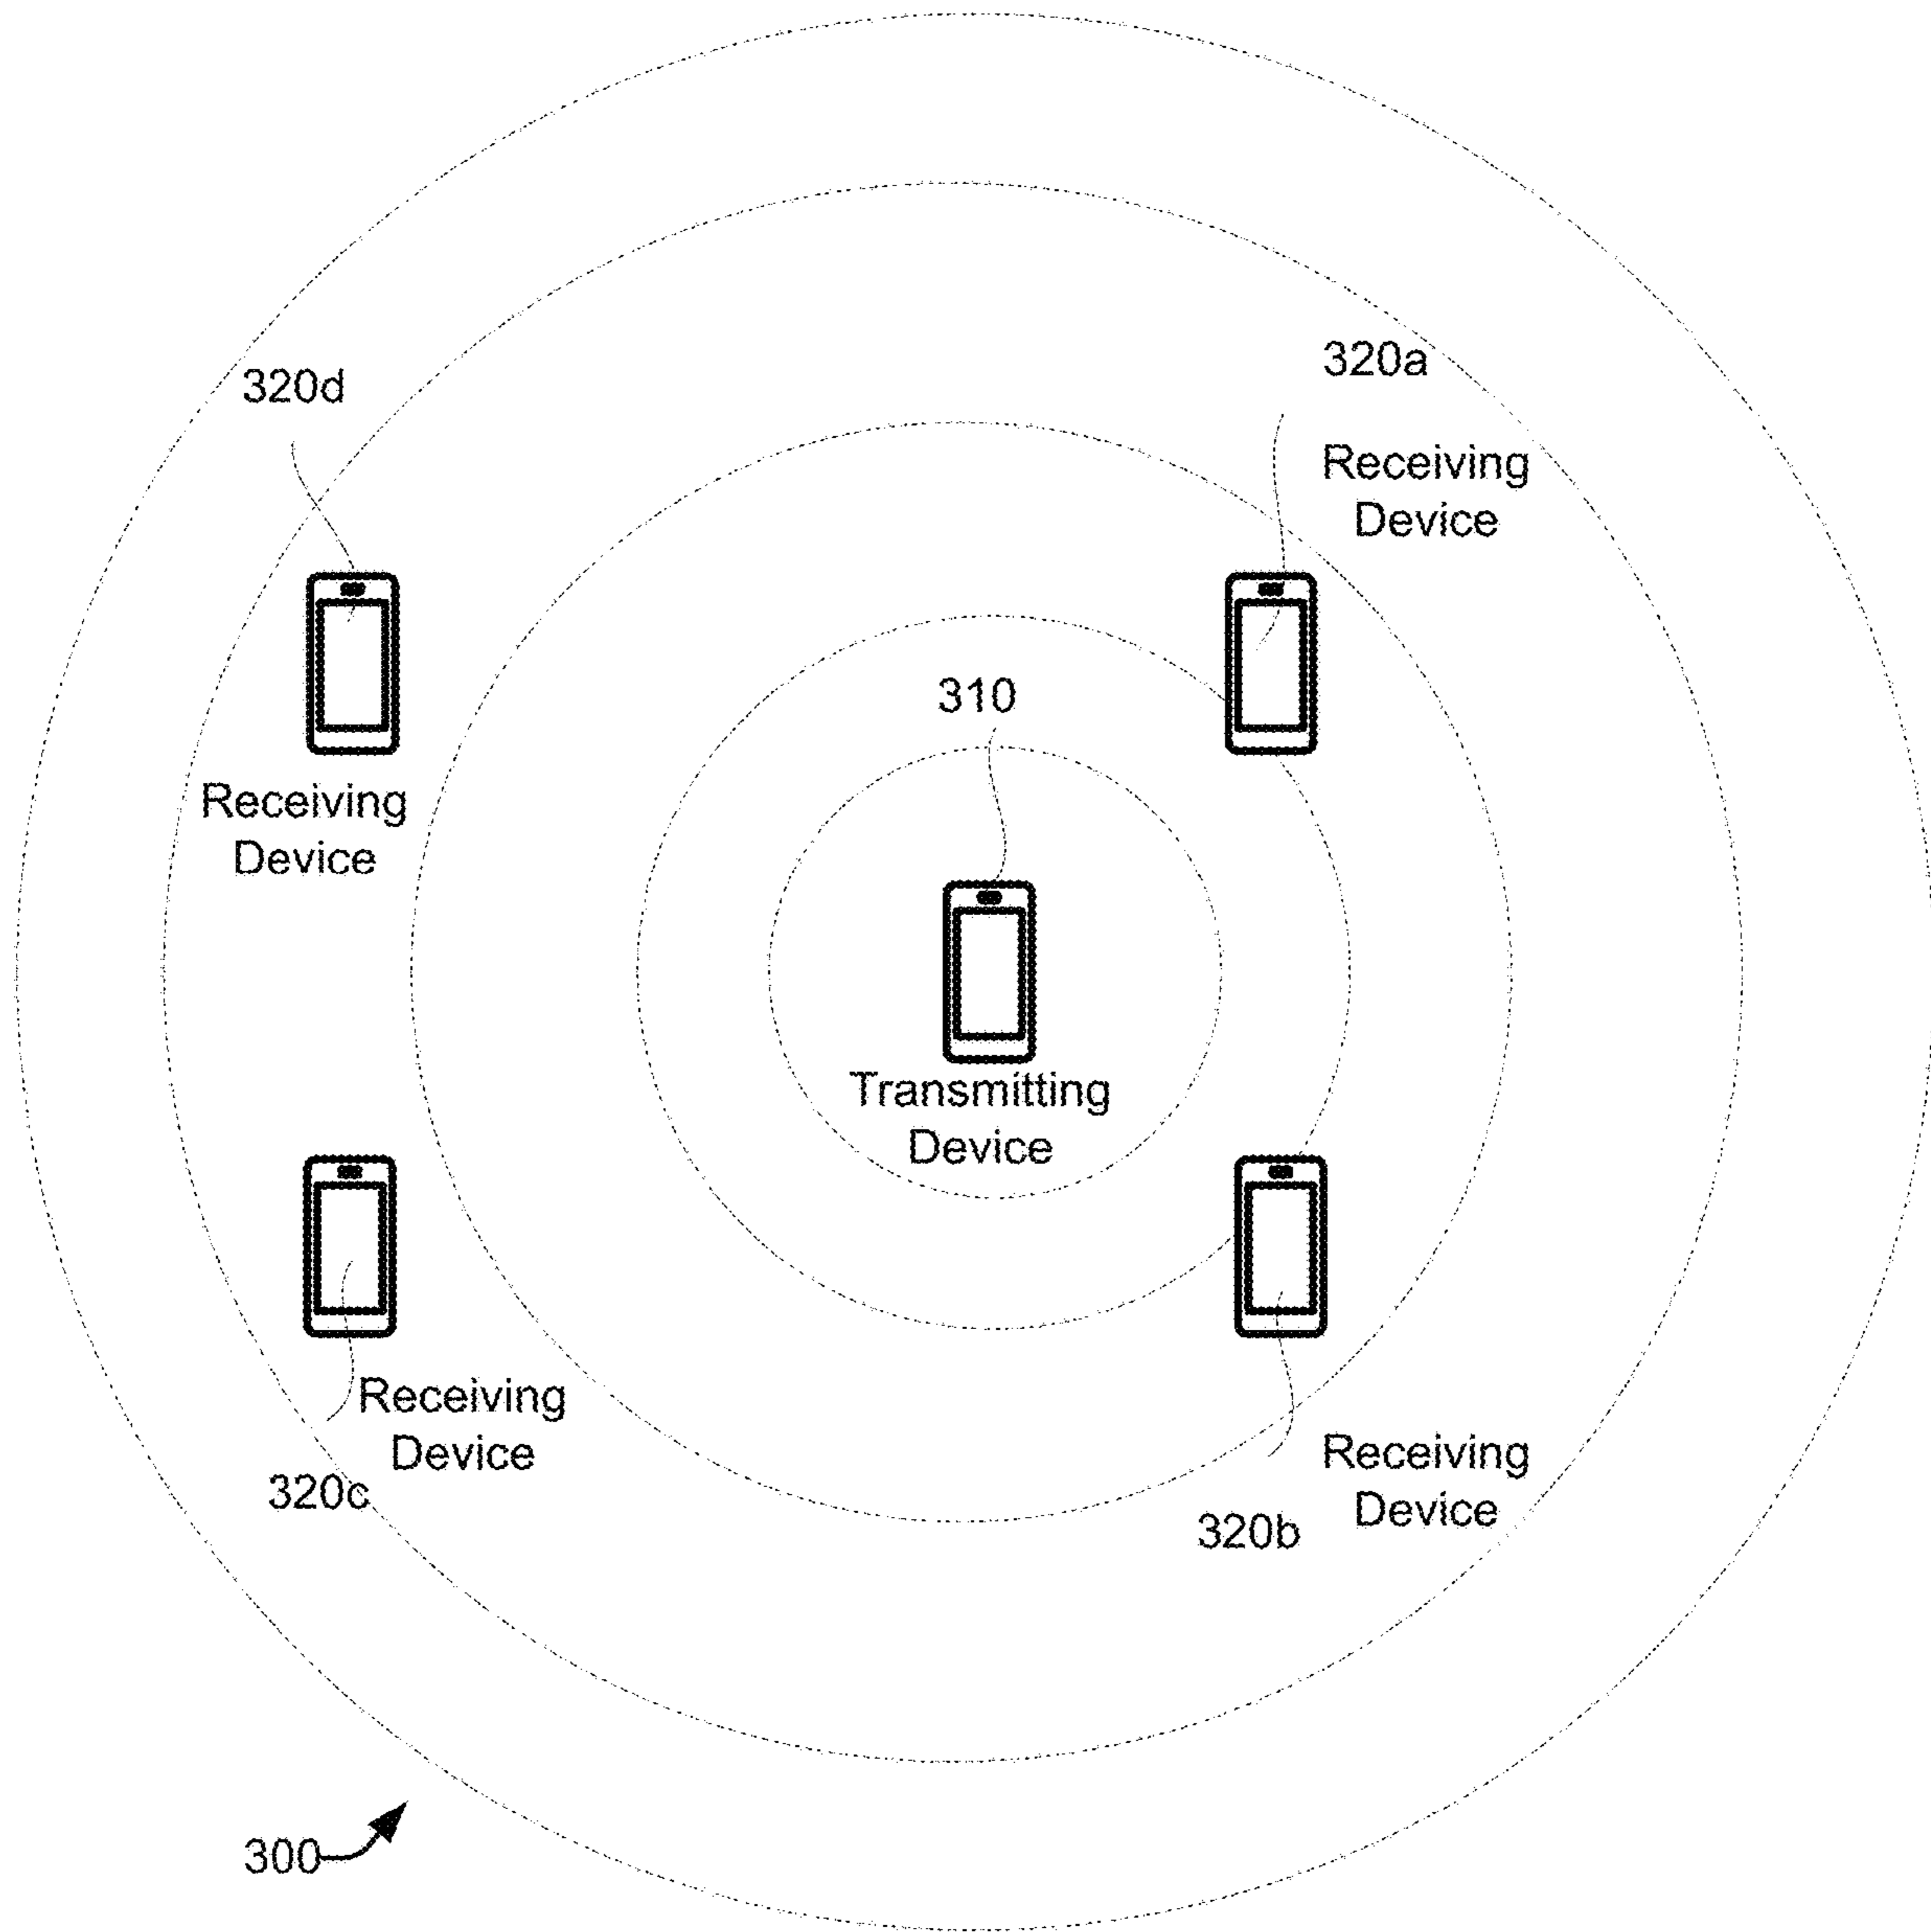 320a
320d
Receiving
Device
310
Receiving
Device
Transmitting
Device
Receiving
Device
320c
Receiving
Device
320b
300